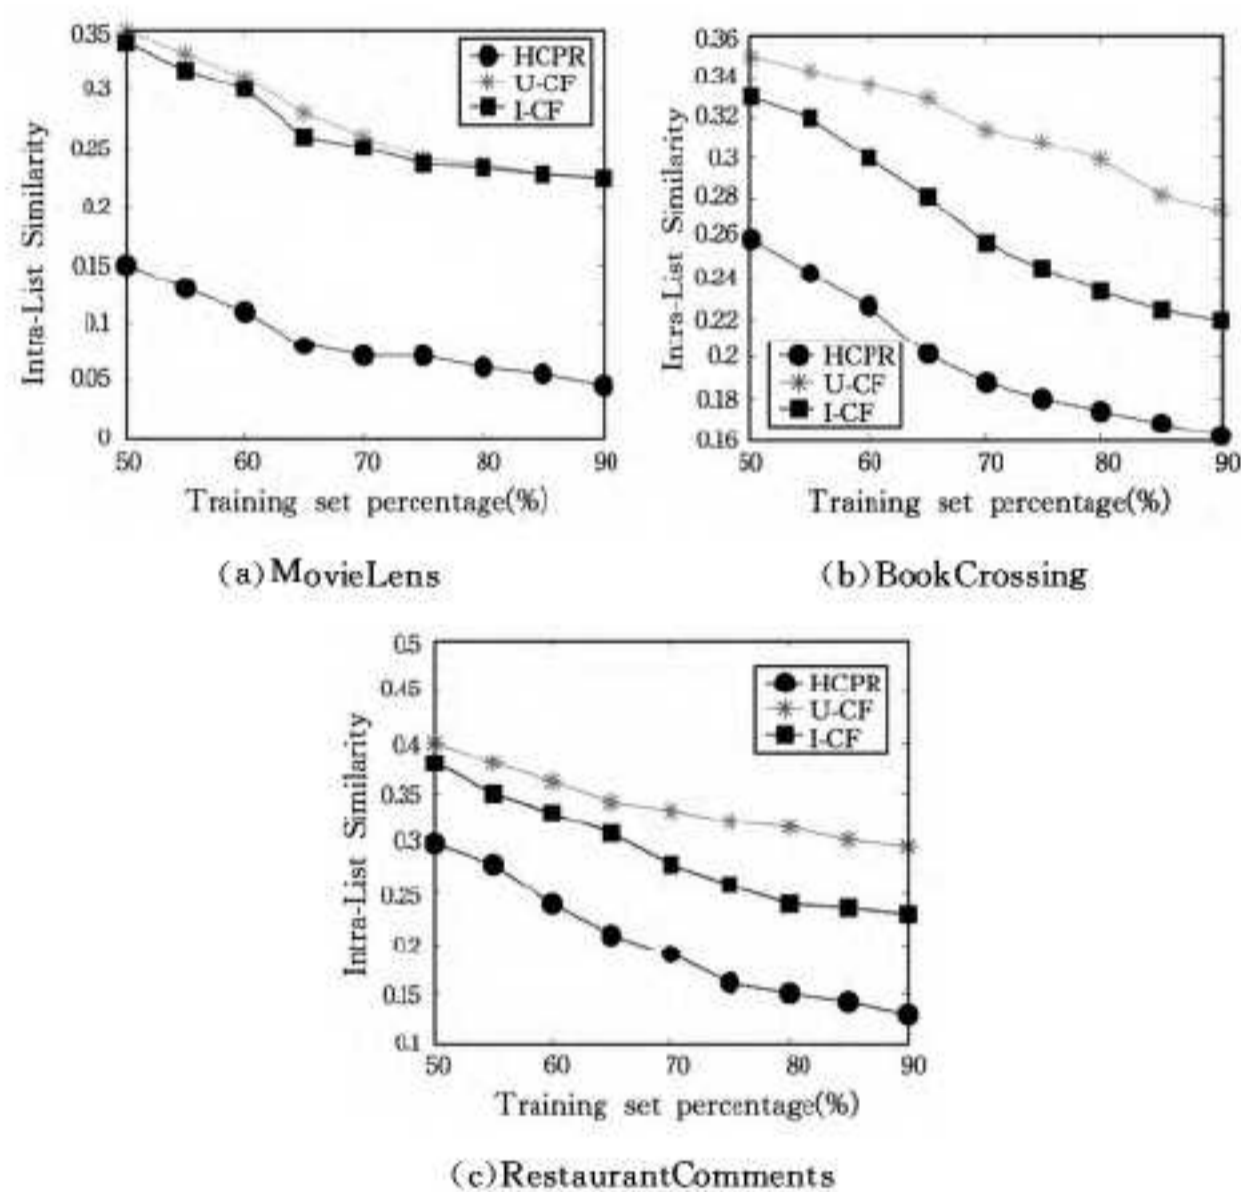 0.35
0.3
0.25
0.2
0.15
0.1
0.05
0
Intra-List Similarity
HCPR
U-CF
I-CF
50 60 70 80 90
Training set percentage(%)
(a)MovieLens
0.36
0.34
0.32
0.3
0.28
0.26
0.24
0.22
0.2
0.18
0.16
Intra-List Similarity
HCPR
U-CF
I-CF
50 60 70 80 90
Training set percentage(%)
(b)BookCrossing
0.5
0.45
0.4
0.35
0.3
0.25
0.2
0.15
0.1
Intra-List Similarity
HCPR
U-CF
I-CF
50 60 70 80 90
Training set percentage(%)
(c)RestaurantComments